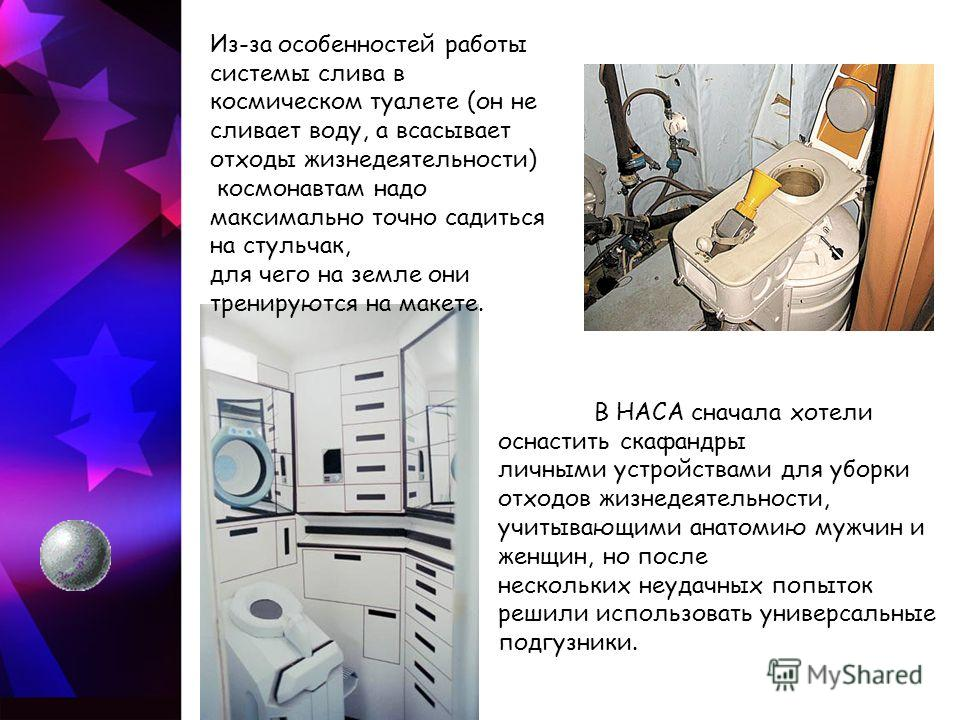 Из-за особенностей работы
системы слива в
космическом туалете (он не
сливает воду, а всасывает
отходы жизнедеятельности)
космонавтам надо
максимально точно садиться
на стульчак,
для чего на земле они
тренируются на макете.
В НАСА сначала хотели
оснастить скафандры
личными устройствами для уборки
отходов жизнедеятельности,
учитывающими анатомию мужчин и
женщин, но после
нескольких неудачных попыток
решили использовать универсальные
подгузники.
MyShared